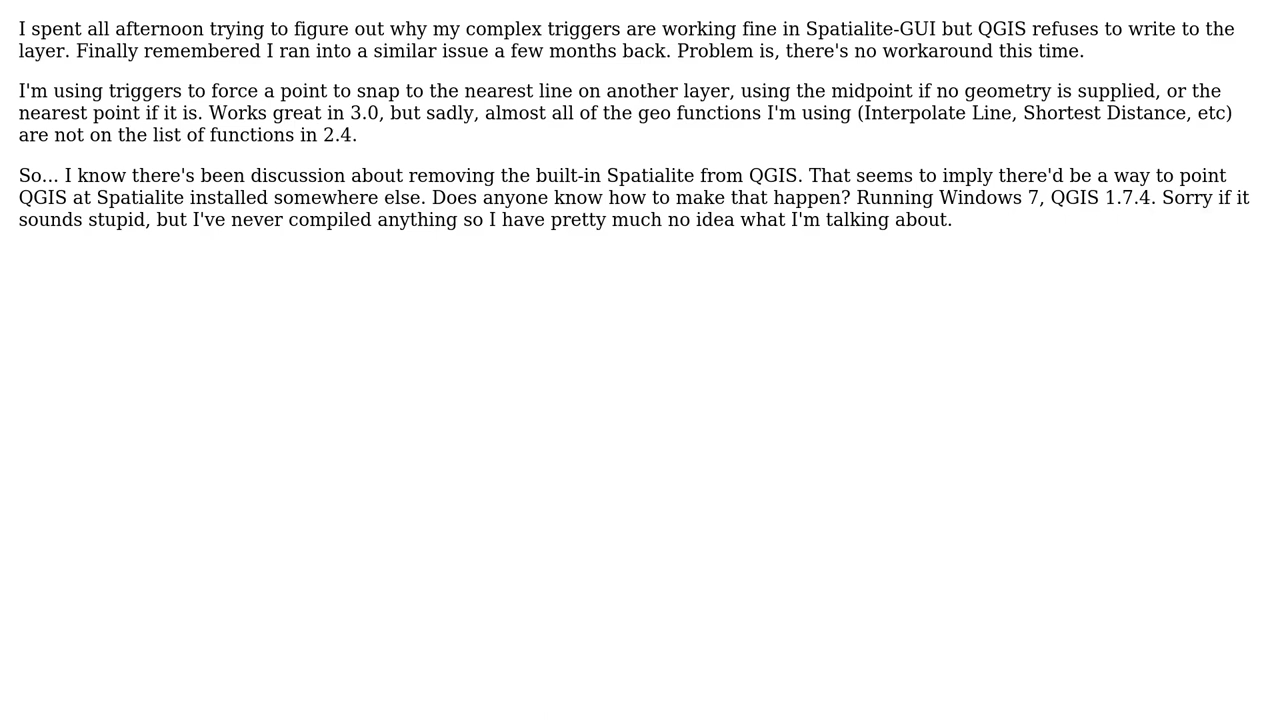 I spent all afternoon trying to figure out why my complex triggers are working fine in Spatialite-GUI but QGIS refuses to write to the
layer. Finally remembered I ran into a similar issue a few months back. Problem is, there's no workaround this time.
I'm using triggers to force a point to snap to the nearest line on another layer, using the midpoint if no geometry is supplied, or the
nearest point if it is. Works great in 3.0, but sadly, almost all of the geo functions I'm using (Interpolate Line, Shortest Distance, etc)
are not on the list of functions in 2.4.
So... I know there's been discussion about removing the built-in Spatialite from QGIS. That seems to imply there'd be a way to point
QGIS at Spatialite installed somewhere else. Does anyone know how to make that happen? Running Windows 7, QGIS 1.7.4. Sorry if it
sounds stupid, but I've never compiled anything so I have pretty much no idea what I'm talking about.